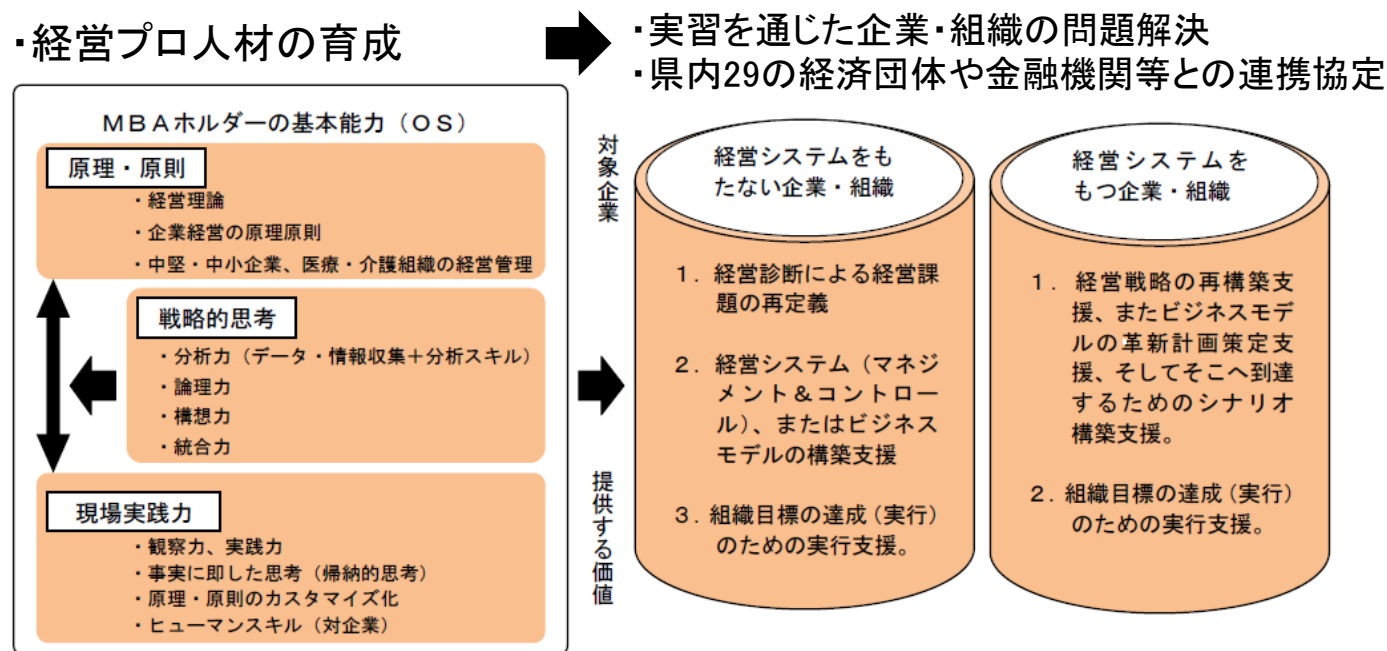 ・経営プロ人材の育成
・実習を通じた企業・組織の問題解決
・県内29の経済団体や金融機関等との連携協定
ＭＢＡホルダーの基本能力（ＯＳ）
原理・原則
・経営理論
・企業経営の原理原則
・中堅・中小企業、医療・介護組織の経営管理
戦略的思考
・分析力（データ・情報収集＋分析スキル）
・論理力
・構想力
・統合力
現場実践力
・観察力、実践力
・事実に即した思考（帰納的思考）
・原理・原則のカスタマイズ化
・ヒューマンスキル（対企業）
対象企業
提供する価値
経営システムをも
たない企業・組織
１．経営診断による経営課
題の再定義
２．経営システム（マネジ
メント＆コントロー
ル）、またはビジネス
モデルの構築支援
３．組織目標の達成（実行）
のための実行支援。
経営システムを
もつ企業・組織
１．経営戦略の再構築支
援、またビジネスモデ
ルの革新計画策定支
援、そしてそこへ到達
するためのシナリオ
構築支援。
２．組織目標の達成（実行）
のための実行支援。